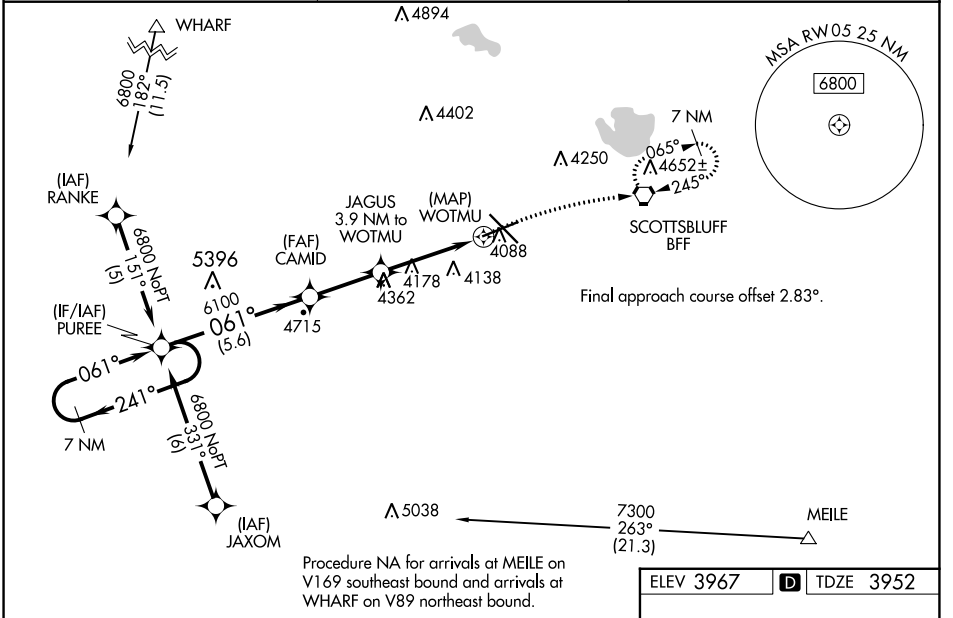 4894
WHARF
6800
182°
(11.5)
MSA RW05 25 NM
6800
4402
7 NM
4250
065°
4652±
245°
(IAF)
RANKE
JAGUS
3.9 NM to
WOTMU
(MAP)
WOTMU
SCOTTSBLUFF
BFF
6800 NoPT
151°
(5)
5396
(FAF)
CAMID
4088
4178
4138
4362
6100
061°
(5.6)
4715
Final approach course offset 2.83°.
(IF/IAF)
PUREE
061°
241°
7 NM
6800 NoPT
331°
(6)
(IAF)
JAXOM
5038
7300
263°
(21.3)
MEILE
Procedure NA for arrivals at MEILE on
V169 southeast bound and arrivals at
WHARF on V89 northeast bound.
ELEV 3967 D TDZE 3952